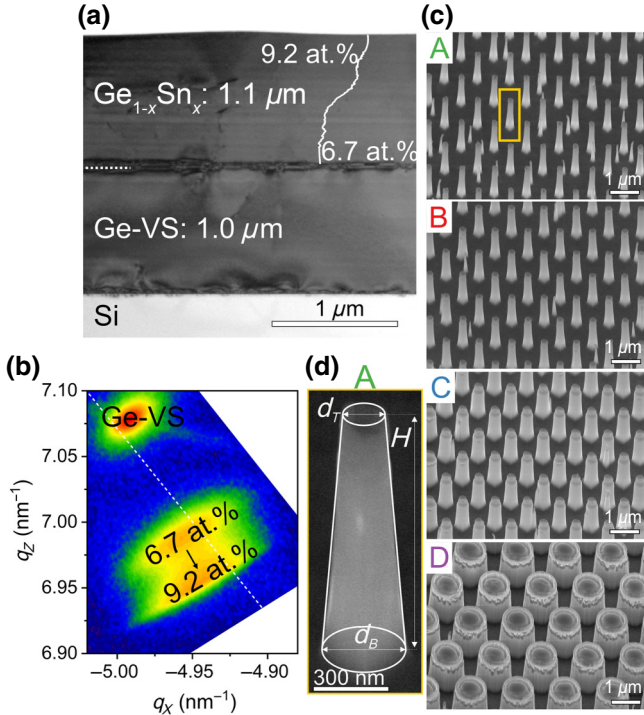 (a)
9.2 at.%
Ge1-xSnx: 1.1 µm
6.7 at.%
Ge-VS: 1.0 µm
Si
1 µm
(b)
7.10
Ge-VS
7.05
7.00
6.7 at.%
9.2 at.%
6.95
6.90
qZ (nm⁻¹)
−5.00
−4.95
−4.90
qX (nm⁻¹)
(c)
A
1 µm
B
1 µm
C
1 µm
D
1 µm
(d)
A
dT
H
dB
300 nm